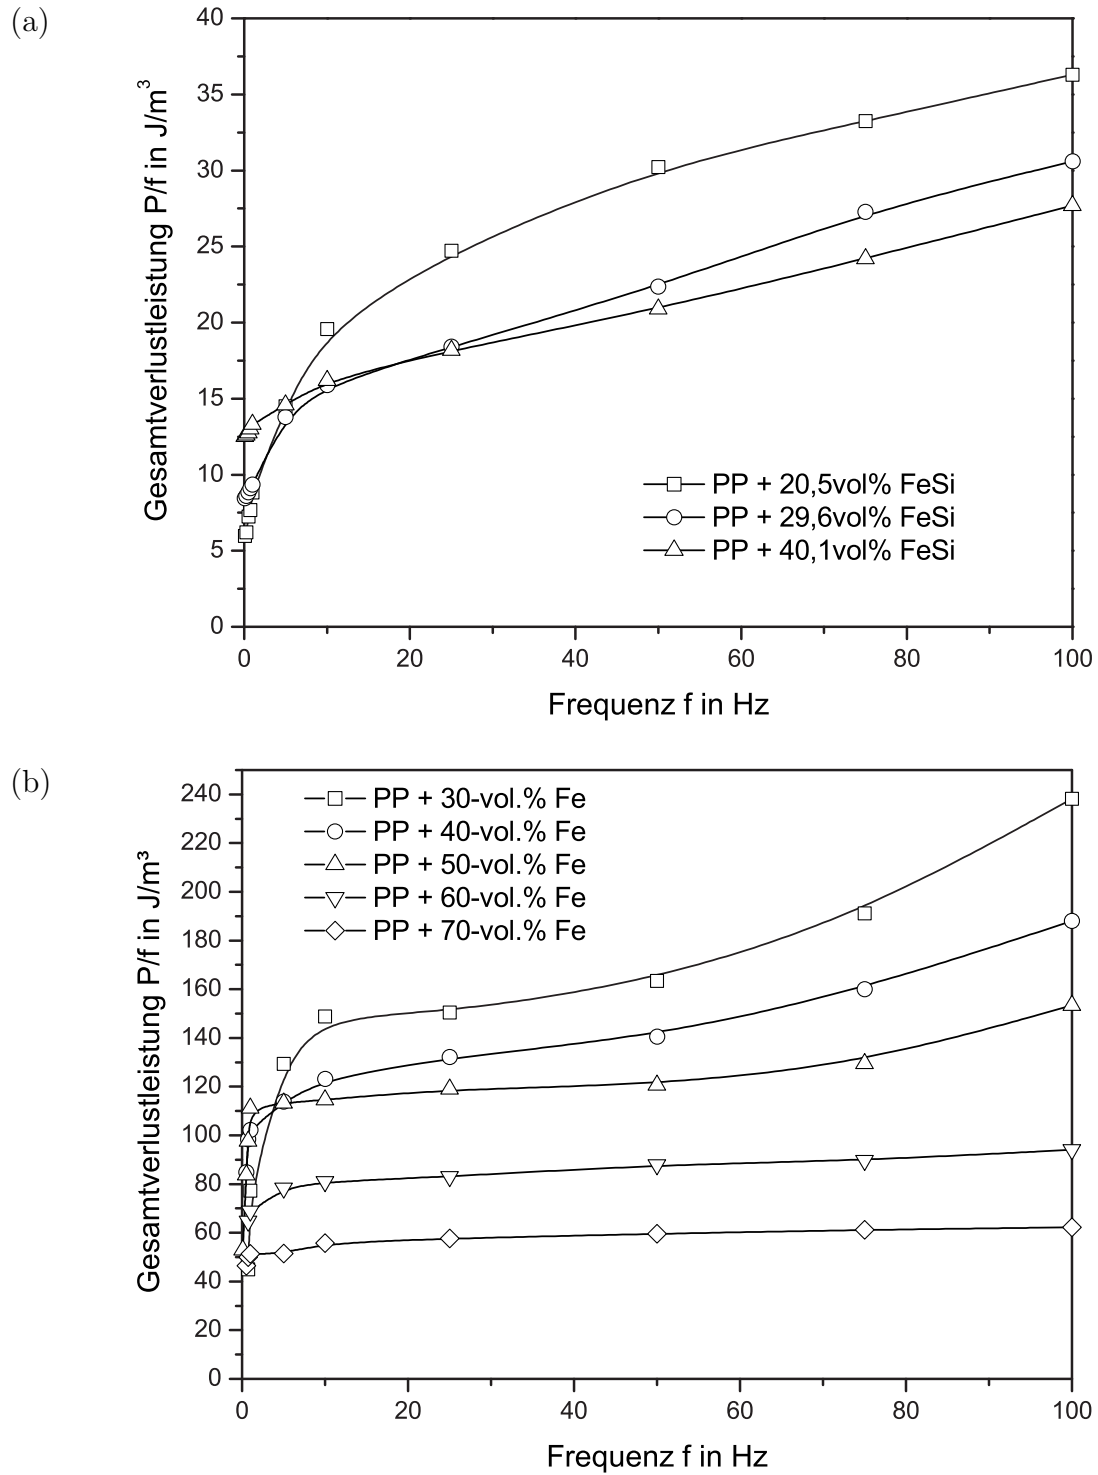 (a)
40
35
30
25
20
15
10
5
0
Gesamtverlustleistung P/f in J/m³
PP + 20,5vol% FeSi
PP + 29,6vol% FeSi
PP + 40,1vol% FeSi
0 20 40 60 80 100
Frequenz f in Hz
(b)
240
220
200
180
160
140
120
100
80
60
40
20
0
Gesamtverlustleistung P/f in J/m³
PP + 30-vol.% Fe
PP + 40-vol.% Fe
PP + 50-vol.% Fe
PP + 60-vol.% Fe
PP + 70-vol.% Fe
0 20 40 60 80 100
Frequenz f in Hz